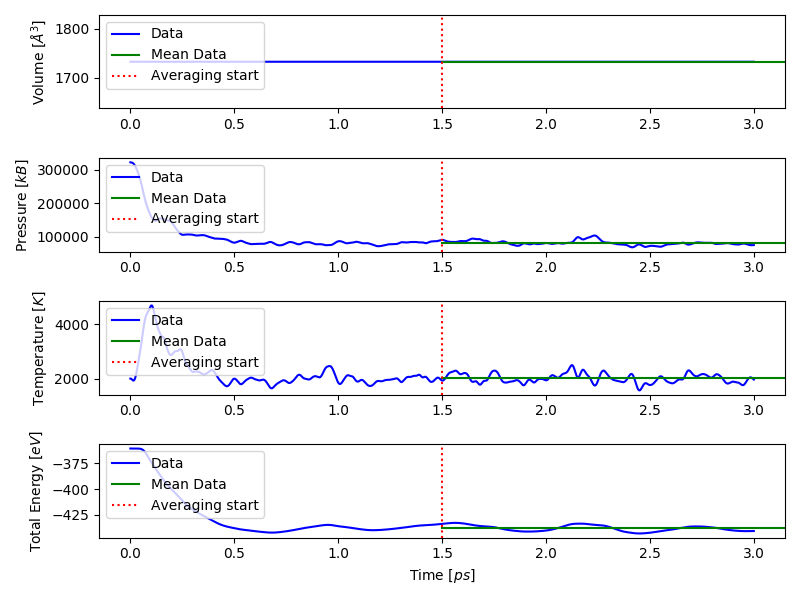 Volume [Å³]
1800
1700
Data
Mean Data
Averaging start
0.0 0.5 1.0 1.5 2.0 2.5 3.0
Pressure [kB]
300000
200000
100000
Data
Mean Data
Averaging start
0.0 0.5 1.0 1.5 2.0 2.5 3.0
Temperature [K]
4000
2000
Data
Mean Data
Averaging start
0.0 0.5 1.0 1.5 2.0 2.5 3.0
Total Energy [eV]
−375
−400
−425
Data
Mean Data
Averaging start
0.0 0.5 1.0 1.5 2.0 2.5 3.0
Time [ps]